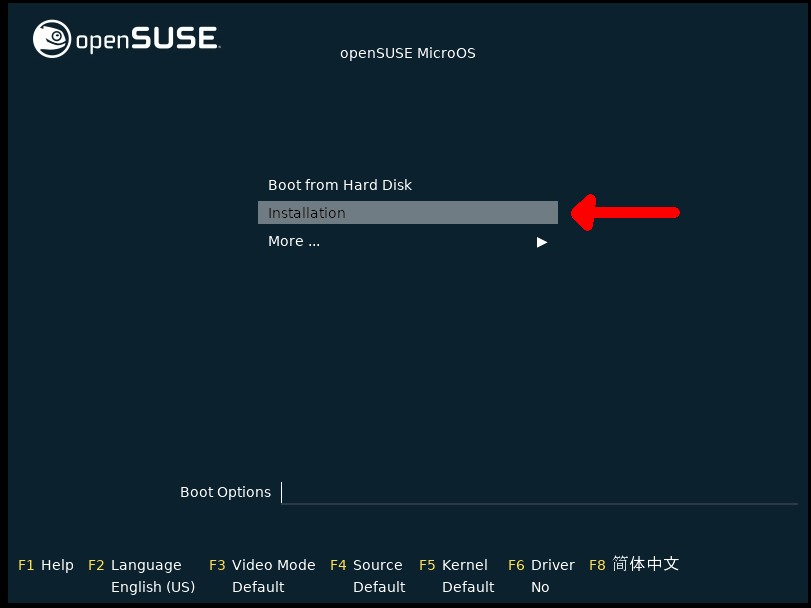 openSUSE
openSUSE MicroOS
Boot from Hard Disk
Installation
More ...
Boot Options
F1 Help F2 Language F3 Video Mode F4 Source F5 Kernel F6 Driver F8 简体中文
English (US) Default Default Default No